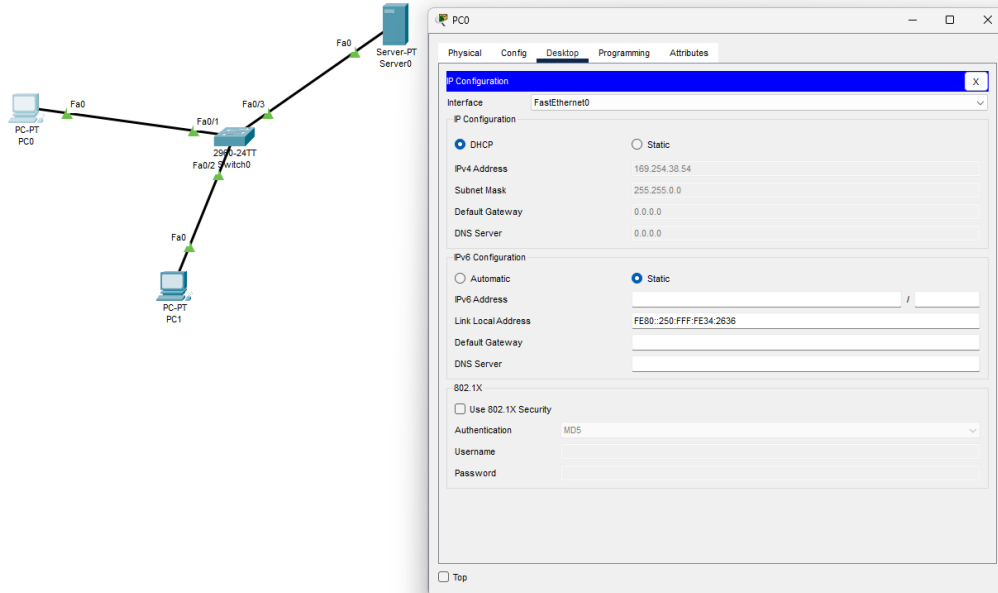 Fa0
Server-PT
Server0
Fa0
PC-PT
PC0
Fa0/1
Fa0/3
2960-24TT
Fa0/2 Switch0
Fa0
PC-PT
PC1
PC0
Physical Config Desktop Programming Attributes
IP Configuration X
Interface FastEthernet0
IP Configuration
DHCP Static
IPv4 Address 169.254.38.54
Subnet Mask 255.255.0.0
Default Gateway 0.0.0.0
DNS Server 0.0.0.0
IPv6 Configuration
Automatic Static
IPv6 Address /
Link Local Address FE80::250:FFF:FE34:2636
Default Gateway
DNS Server
802.1X
Use 802.1X Security
Authentication MD5
Username
Password
Top